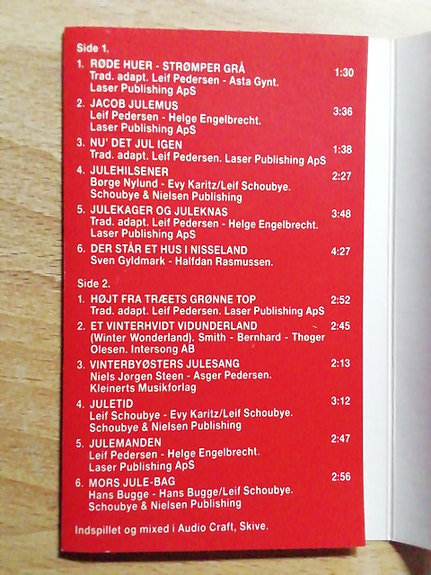 Side 1.
1. RØDE HUER - STRØMPER GRÅ 1:30
Trad. adapt. Leif Pedersen - Asta Gynt.
Laser Publishing ApS
2. JACOB JULEMUS 3:36
Leif Pedersen - Helge Engelbrecht.
Laser Publishing ApS
3. NU' DET JUL IGEN 1:38
Trad. adapt. Leif Pedersen. Laser Publishing ApS
4. JULEHILSENER 2:27
Børge Nylund - Evy Karitz/Leif Schoubye.
Schoubye & Nielsen Publishing
5. JULEKAGER OG JULEKNAS 3:48
Trad. adapt. Leif Pedersen - Helge Engelbrecht.
Laser Publishing ApS
6. DER STÅR ET HUS I NISSELAND 4:27
Sven Gyldmark - Halfdan Rasmussen.
Side 2.
1. HØJT FRA TRÆETS GRØNNE TOP 2:52
Trad. adapt. Leif Pedersen. Laser Publishing ApS
2. ET VINTERHVIDT VIDUNDERLAND 2:45
(Winter Wonderland). Smith - Bernhard - Thøger
Olesen. Intersong AB
3. VINTERBYØSTERS JULESANG 2:13
Niels Jørgen Steen - Asger Pedersen.
Kleinerts Musikforlag
4. JULETID 3:12
Leif Schoubye - Evy Karitz/Leif Schoubye.
Schoubye & Nielsen Publishing
5. JULEMANDEN 2:47
Leif Pedersen - Helge Engelbrecht.
Laser Publishing ApS
6. MORS JULE-BAG 2:56
Hans Bugge - Hans Bugge/Leif Schoubye.
Schoubye & Nielsen Publishing
Indspillet og mixed i Audio Craft, Skive.